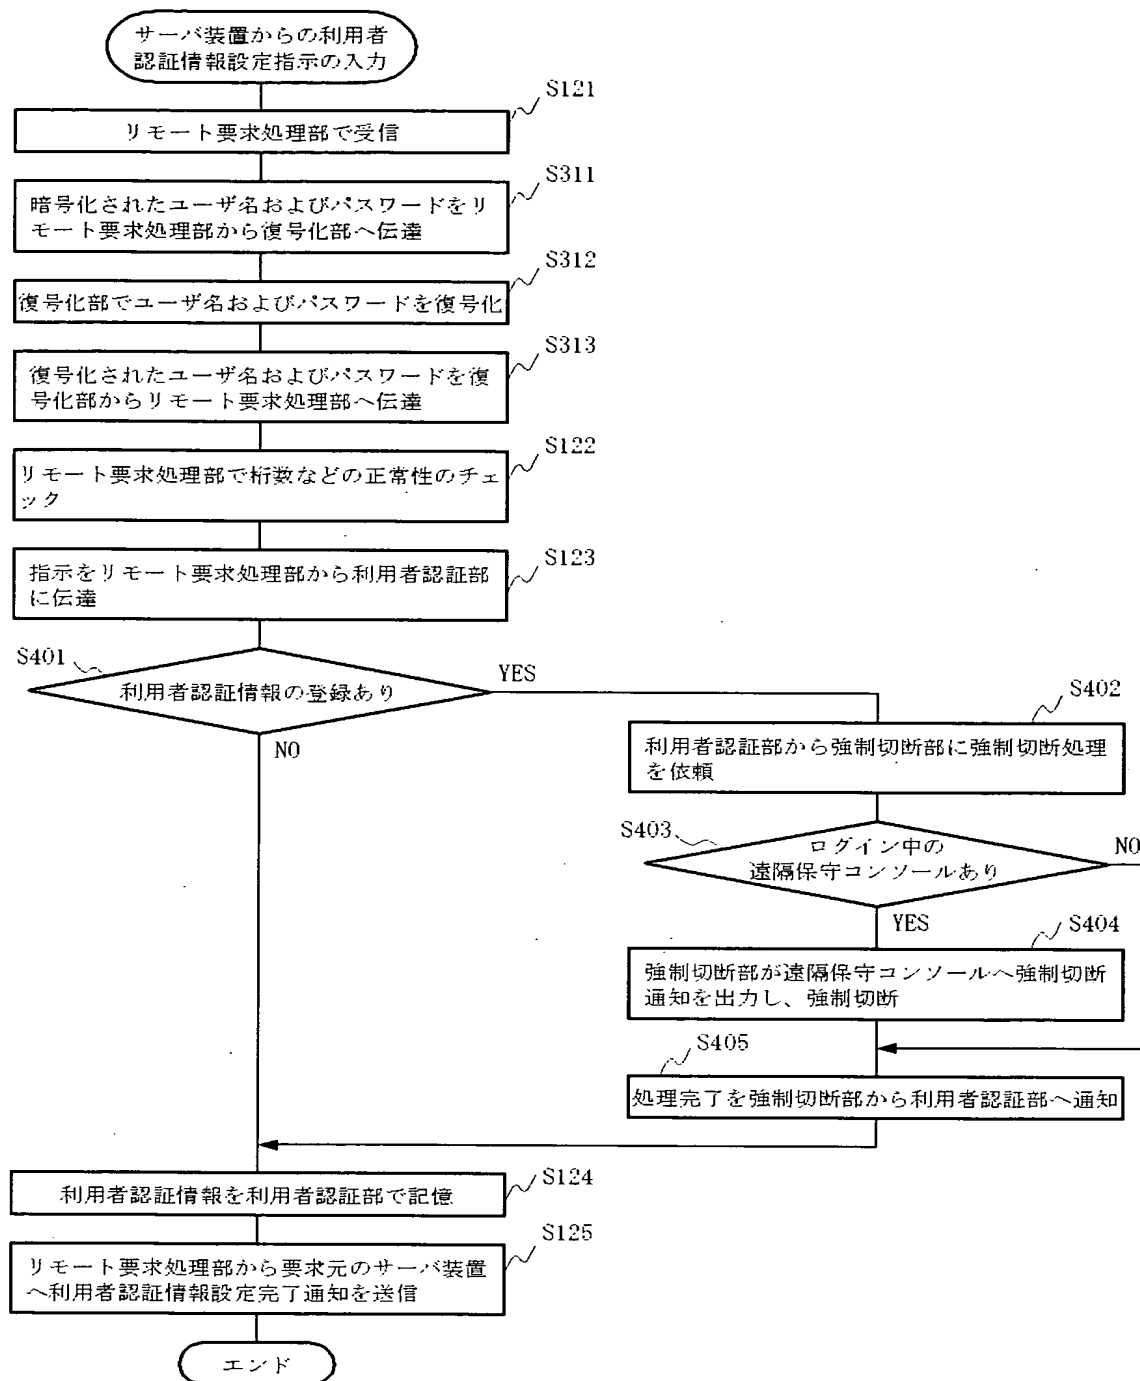 サーバ装置からの利用者
認証情報設定指示の入力
S121
リモート要求処理部で受信
S311
暗号化されたユーザ名およびパスワードをリ
モート要求処理部から復号化部へ伝達
S312
復号化部でユーザ名およびパスワードを復号化
S313
復号化されたユーザ名およびパスワードを復
号化部からリモート要求処理部へ伝達
S122
リモート要求処理部で桁数などの正常性のチェ
ック
S123
指示をリモート要求処理部から利用者認証部
に伝達
S401
利用者認証情報の登録あり
YES
NO
S402
利用者認証部から強制切断部に強制切断処理
を依頼
S403
ログイン中の
遠隔保守コンソールあり
NO
YES
S404
強制切断部が遠隔保守コンソールへ強制切断
通知を出力し、強制切断
S405
処理完了を強制切断部から利用者認証部へ通知
S124
利用者認証情報を利用者認証部で記憶
S125
リモート要求処理部から要求元のサーバ装置
へ利用者認証情報設定完了通知を送信
エンド